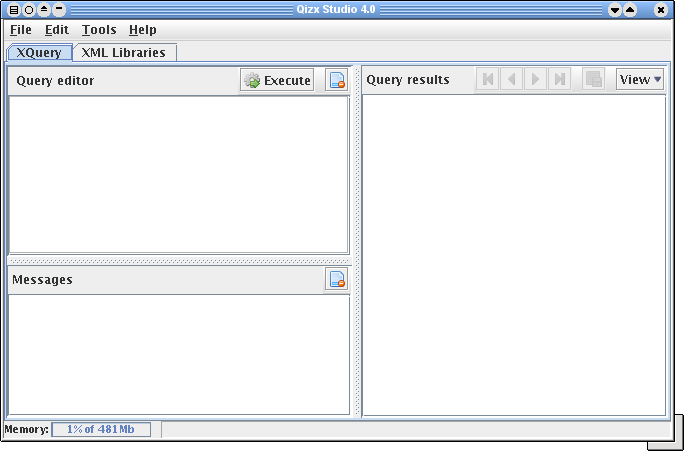 Qizx Studio 4.0
File Edit Tools Help
XQuery XML Libraries
Query editor Execute
Query results View
Messages
Memory: 1% of 481Mb